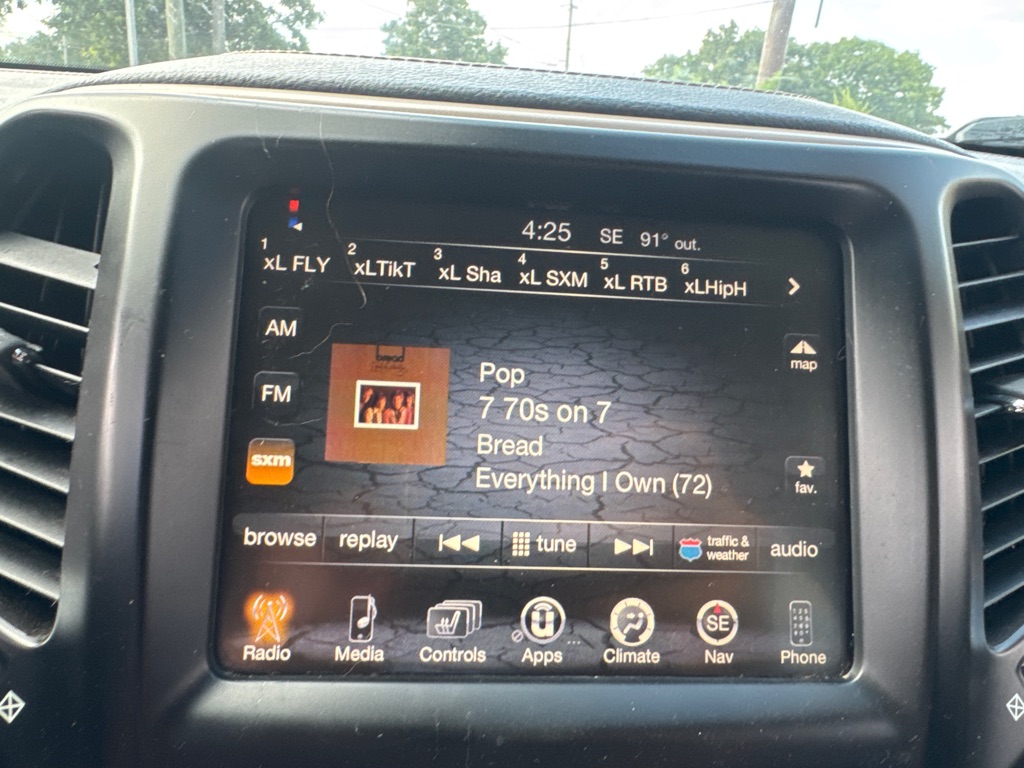 4:25 SE 91° out.
1 xL FLY 2 xLTikT 3 xL Sha 4 xL SXM 5 xL RTB 6 xLHipH
AM
map
bread
Pop
FM
7 70s on 7
Bread
sxm
Everything I Own (72)
fav.
browse replay tune traffic & weather audio
SE
Radio Media Controls Apps Climate Nav Phone